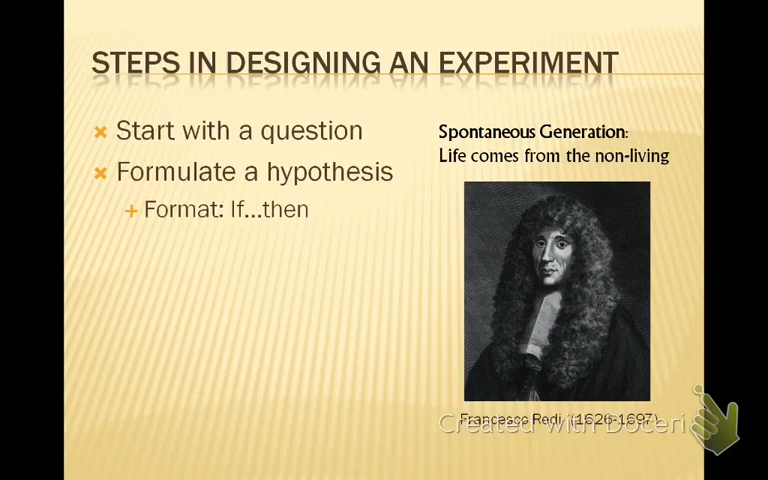 STEPS IN DESIGNING AN EXPERIMENT
Start with a question
Formulate a hypothesis
Format: If...then
Spontaneous Generation:
Life comes from the non-living
Francesco Redi (1626-1697)
Created with Doceri